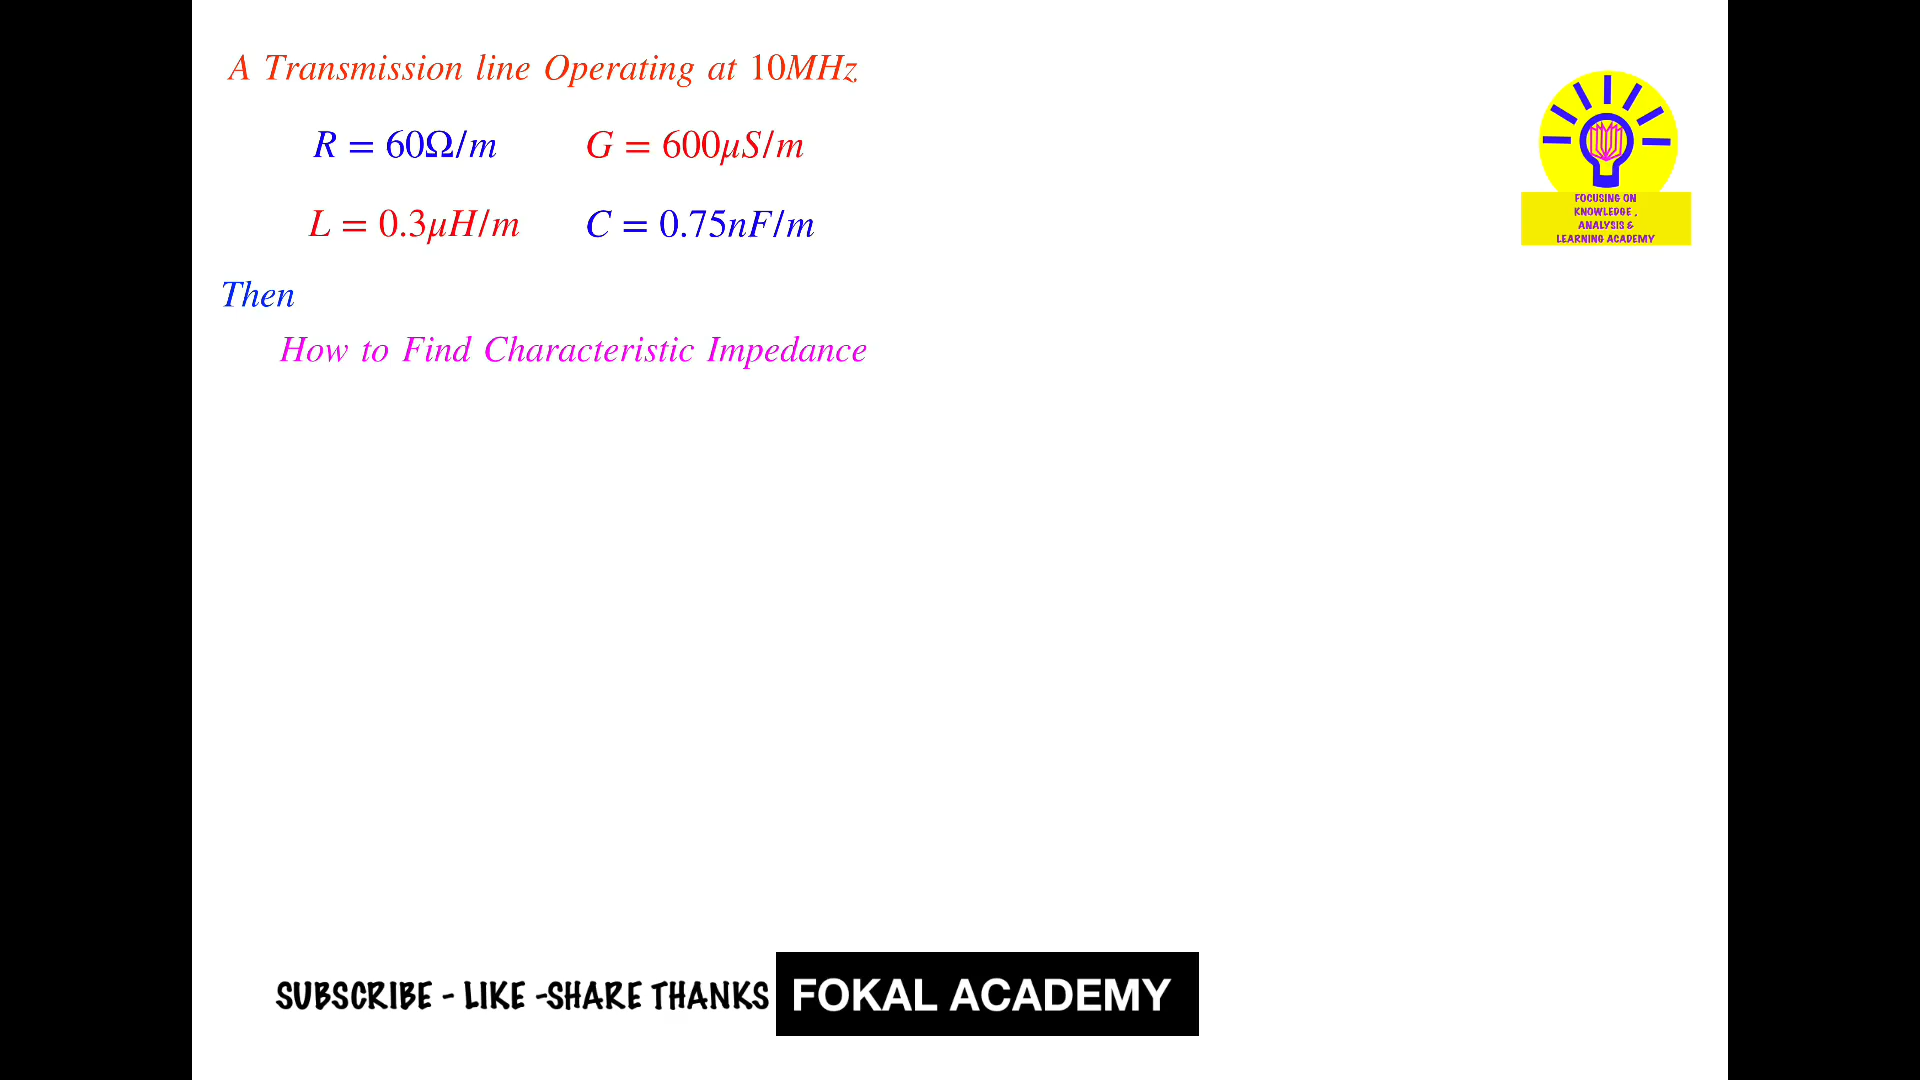 A Transmission line Operating at 10MHz
R = 60Ω/m G = 600μS/m
L = 0.3μH/m C = 0.75nF/m
Then
How to Find Characteristic Impedance
FOCUSING ON
KNOWLEDGE ,
ANALYSIS &
LEARNING ACADEMY
SUBSCRIBE - LIKE -SHARE THANKS FOKAL ACADEMY